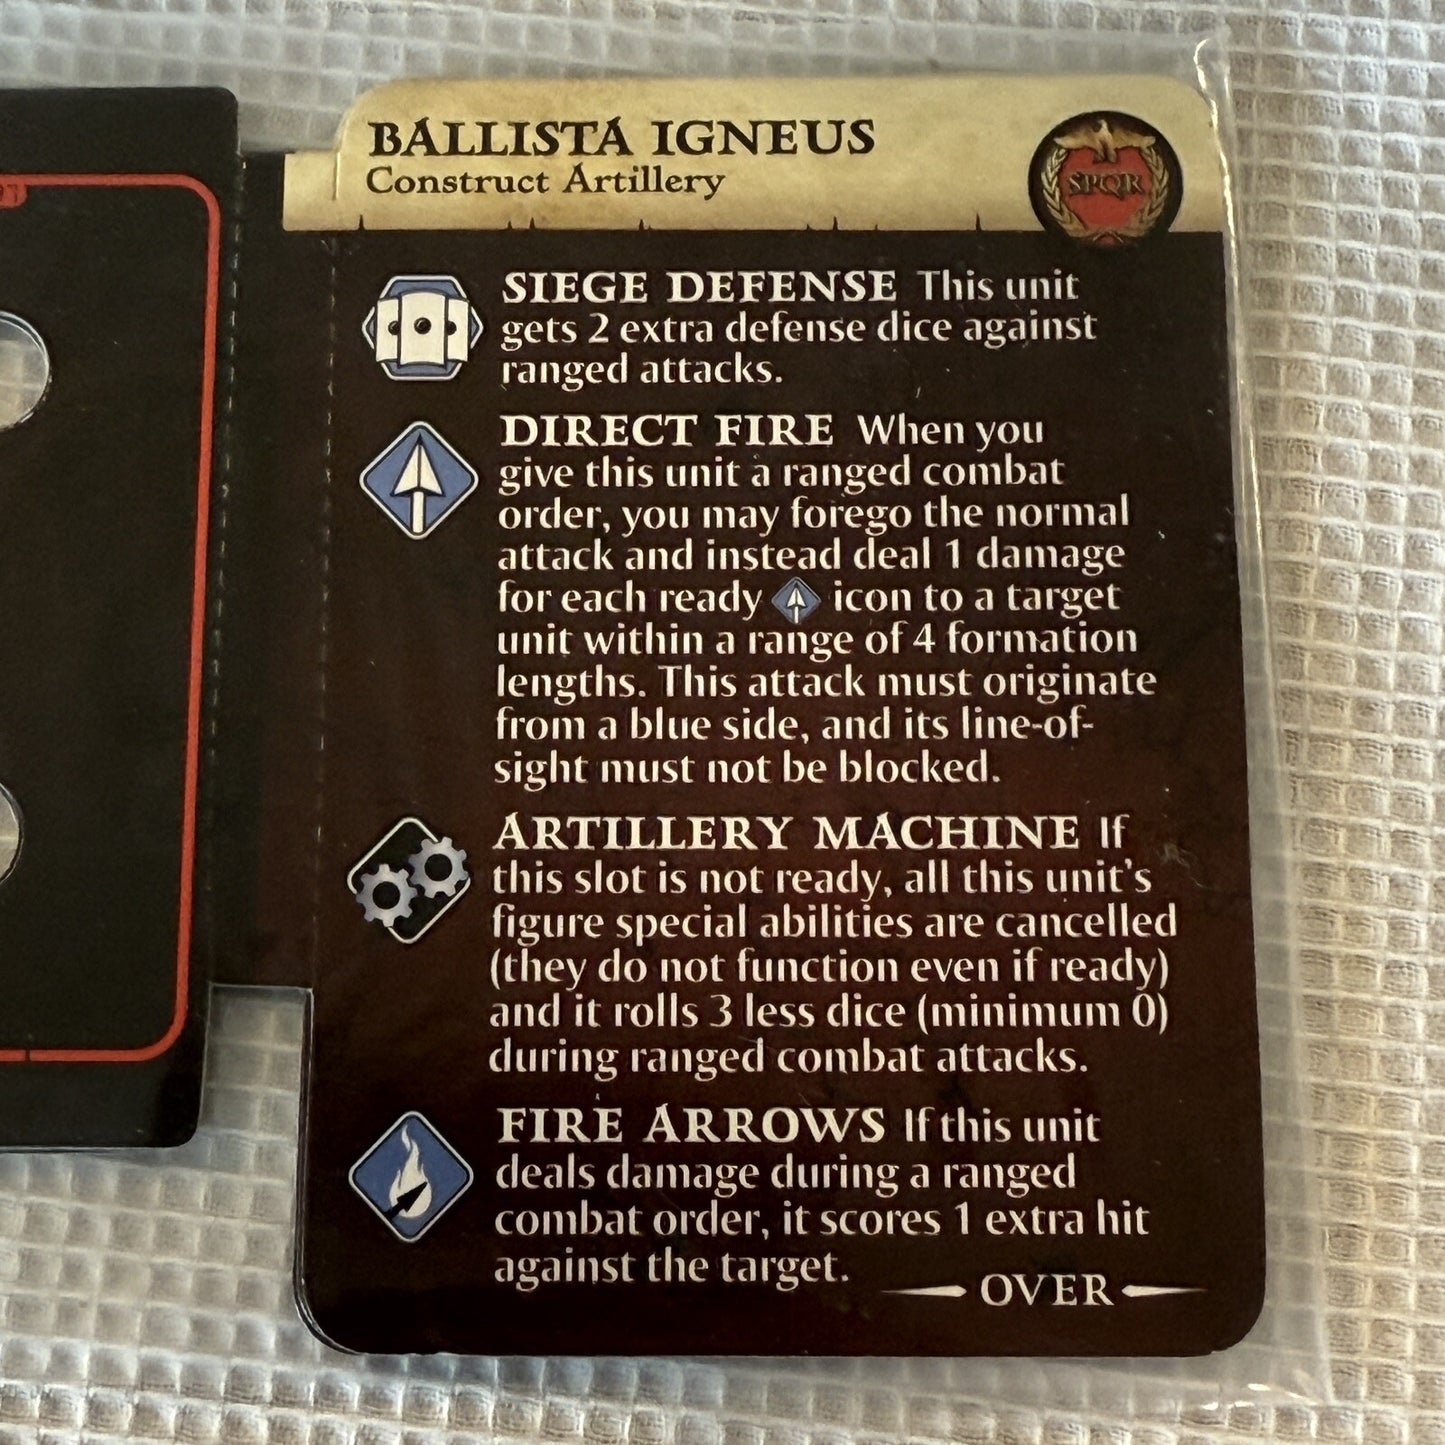 BALLISTA IGNEUS
Construct Artillery
SPQR
SIEGE DEFENSE This unit
gets 2 extra defense dice against
ranged attacks.
DIRECT FIRE When you
give this unit a ranged combat
order, you may forego the normal
attack and instead deal 1 damage
for each ready icon to a target
unit within a range of 4 formation
lengths. This attack must originate
from a blue side, and its line-of-
sight must not be blocked.
ARTILLERY MACHINE If
this slot is not ready, all this unit's
figure special abilities are cancelled
(they do not function even if ready)
and it rolls 3 less dice (minimum 0)
during ranged combat attacks.
FIRE ARROWS If this unit
deals damage during a ranged
combat order, it scores 1 extra hit
against the target.
OVER